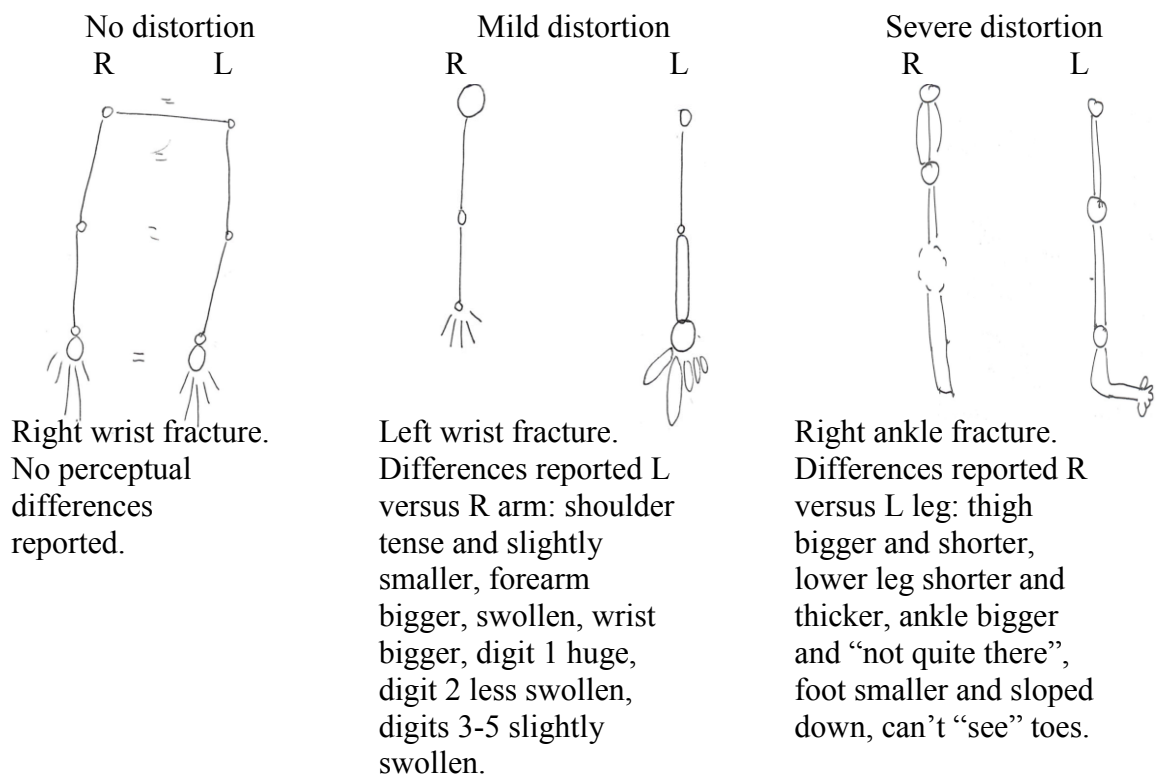 No distortion
R L
Right wrist fracture.
No perceptual
differences
reported.
Mild distortion
R L
Left wrist fracture.
Differences reported L
versus R arm: shoulder
tense and slightly
smaller, forearm
bigger, swollen, wrist
bigger, digit 1 huge,
digit 2 less swollen,
digits 3-5 slightly
swollen.
Severe distortion
R L
Right ankle fracture.
Differences reported R
versus L leg: thigh
bigger and shorter,
lower leg shorter and
thicker, ankle bigger
and “not quite there”,
foot smaller and sloped
down, can’t “see” toes.